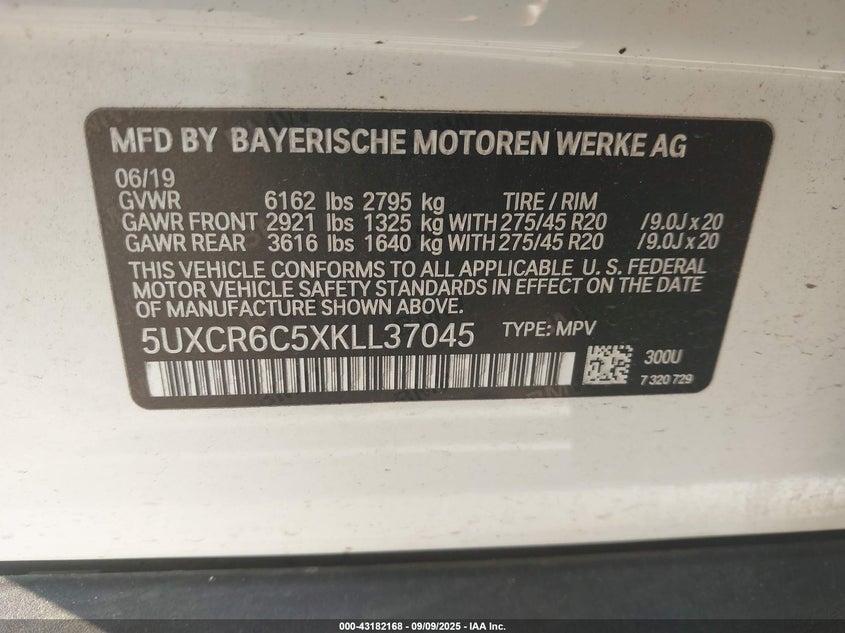 MFD BY BAYERISCHE MOTOREN WERKE AG
06/19
GVWR 6162 lbs 2795 kg TIRE / RIM
GAWR FRONT 2921 lbs 1325 kg WITH 275/45 R20 /9.0J x 20
GAWR REAR 3616 lbs 1640 kg WITH 275/45 R20 /9.0J x 20
THIS VEHICLE CONFORMS TO ALL APPLICABLE U. S. FEDERAL
MOTOR VEHICLE SAFETY STANDARDS IN EFFECT ON THE DATE
OF MANUFACTURE SHOWN ABOVE.
5UXCR6C5XKLL37045 TYPE: MPV
300U
7 320 729
000-43182168 - 09/09/2025 - IAA Inc.